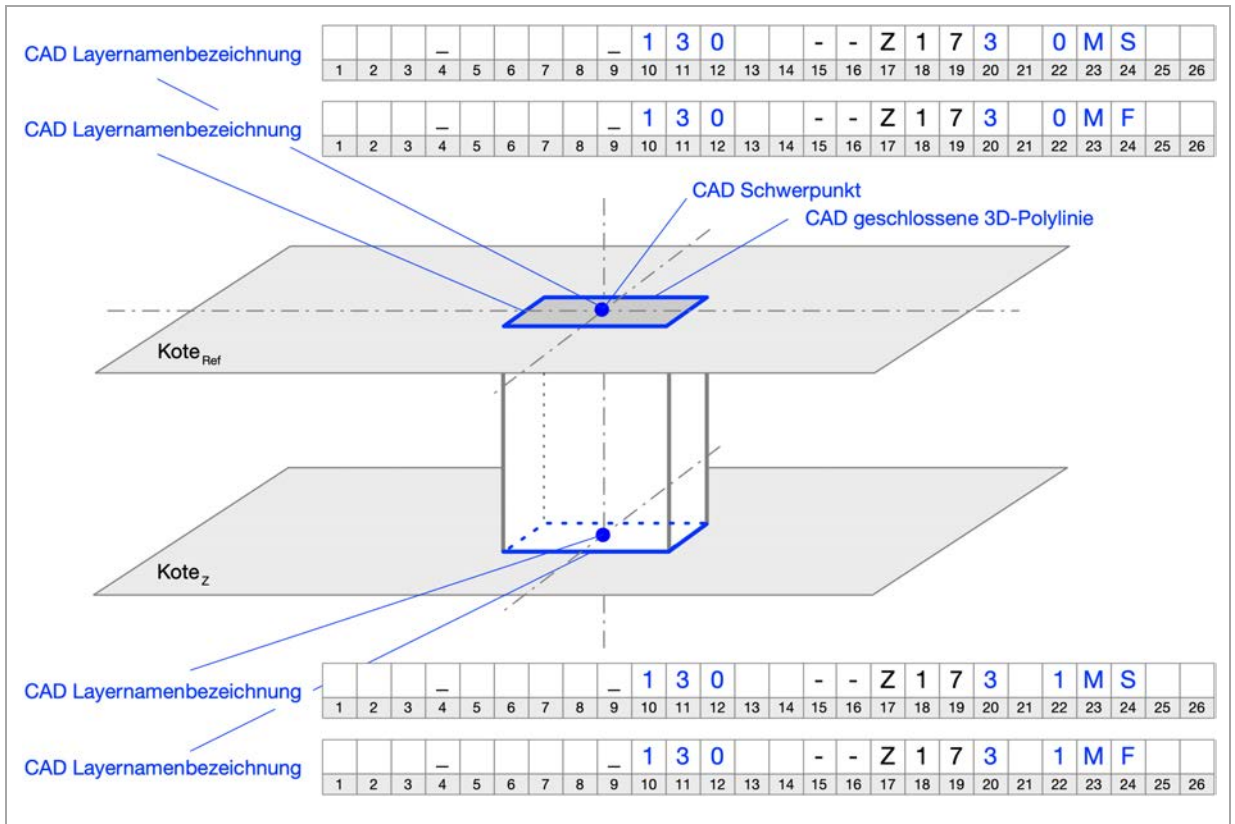 CAD Layernamenbezeichnung
_ _ 1 3 0 - - Z 1 7 3 0 M S
1 2 3 4 5 6 7 8 9 10 11 12 13 14 15 16 17 18 19 20 21 22 23 24 25 26
CAD Layernamenbezeichnung
_ _ 1 3 0 - - Z 1 7 3 0 M F
1 2 3 4 5 6 7 8 9 10 11 12 13 14 15 16 17 18 19 20 21 22 23 24 25 26
CAD Schwerpunkt
CAD geschlossene 3D-Polylinie
Kote Ref
Kote Z
CAD Layernamenbezeichnung
_ _ 1 3 0 - - Z 1 7 3 1 M S
1 2 3 4 5 6 7 8 9 10 11 12 13 14 15 16 17 18 19 20 21 22 23 24 25 26
CAD Layernamenbezeichnung
_ _ 1 3 0 - - Z 1 7 3 1 M F
1 2 3 4 5 6 7 8 9 10 11 12 13 14 15 16 17 18 19 20 21 22 23 24 25 26